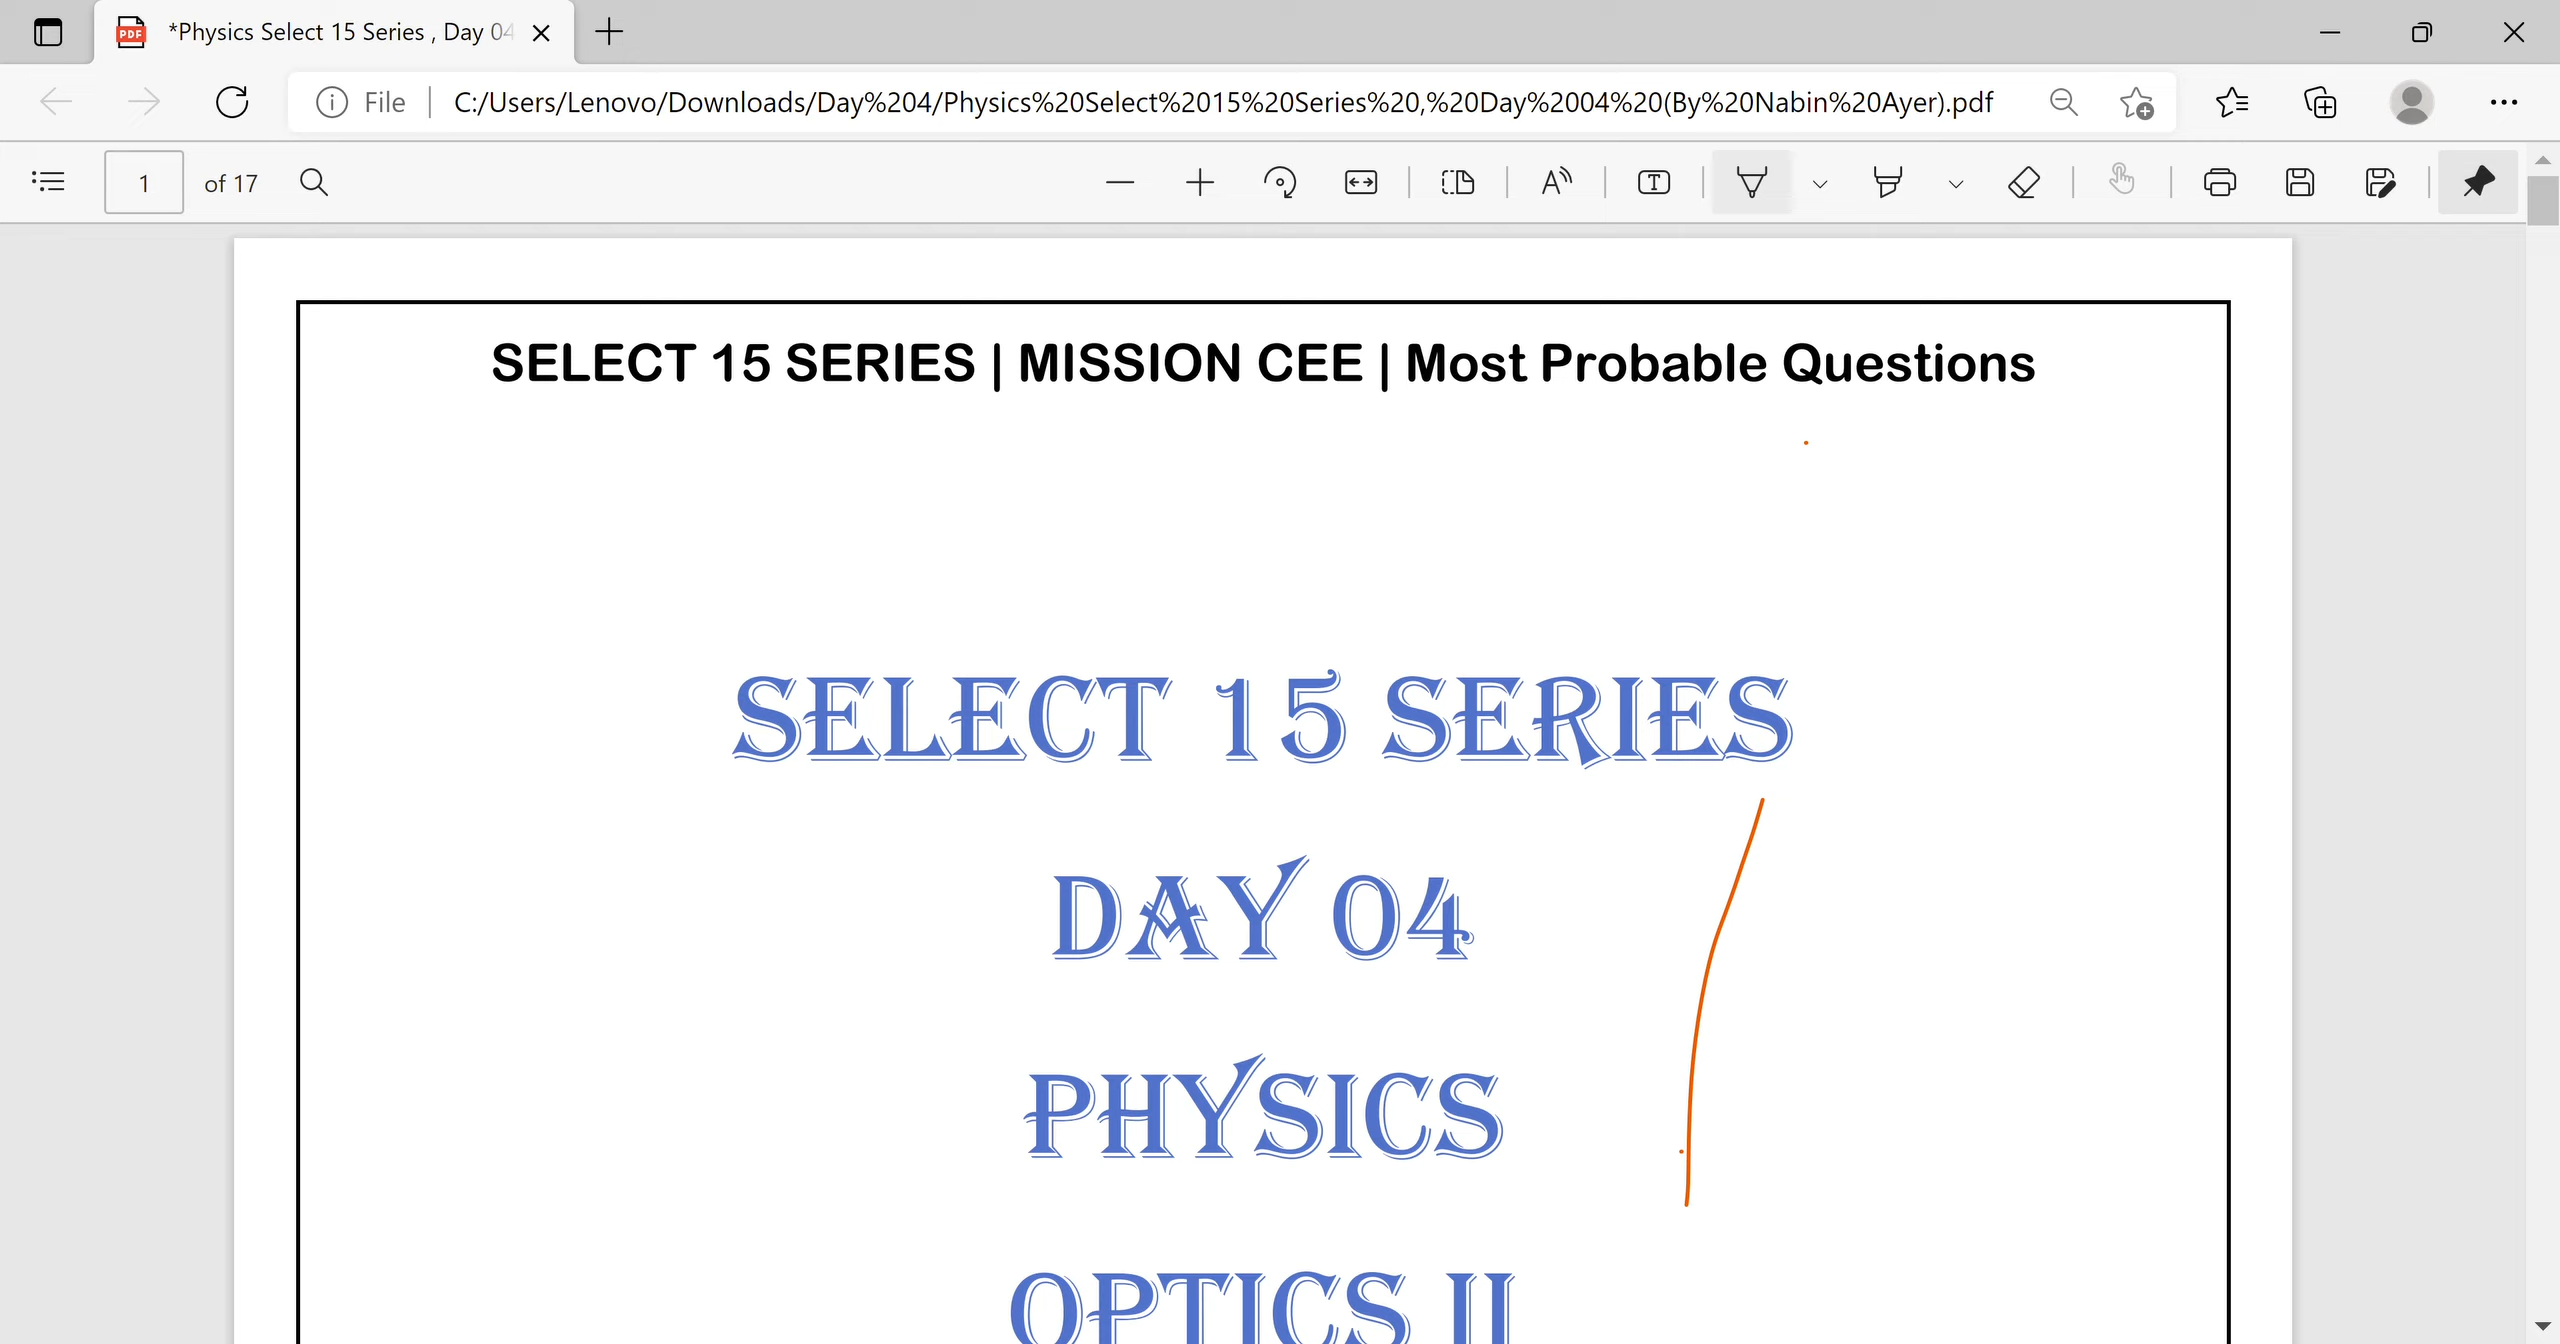 *Physics Select 15 Series , Day 04
File
C:/Users/Lenovo/Downloads/Day%204/Physics%20Select%2015%20Series%20,%20Day%2004%20(By%20Nabin%20Ayer).pdf
1 of 17
SELECT 15 SERIES | MISSION CEE | Most Probable Questions
SELECT 15 SERIES
DAY 04
PHYSICS
OPTICS II